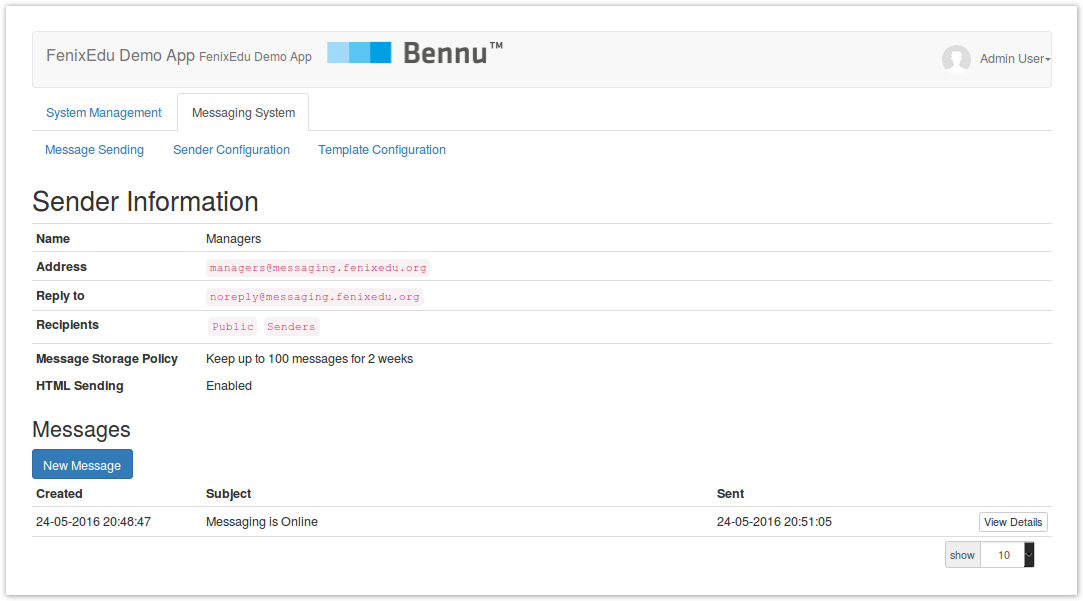 FenixEdu Demo App FenixEdu Demo App Bennu™ Admin User
System Management Messaging System
Message Sending Sender Configuration Template Configuration
Sender Information
Name Managers
Address managers@messaging.fenixedu.org
Reply to noreply@messaging.fenixedu.org
Recipients Public Senders
Message Storage Policy Keep up to 100 messages for 2 weeks
HTML Sending Enabled
Messages
New Message
Created Subject Sent
24-05-2016 20:48:47 Messaging is Online 24-05-2016 20:51:05 View Details
show 10